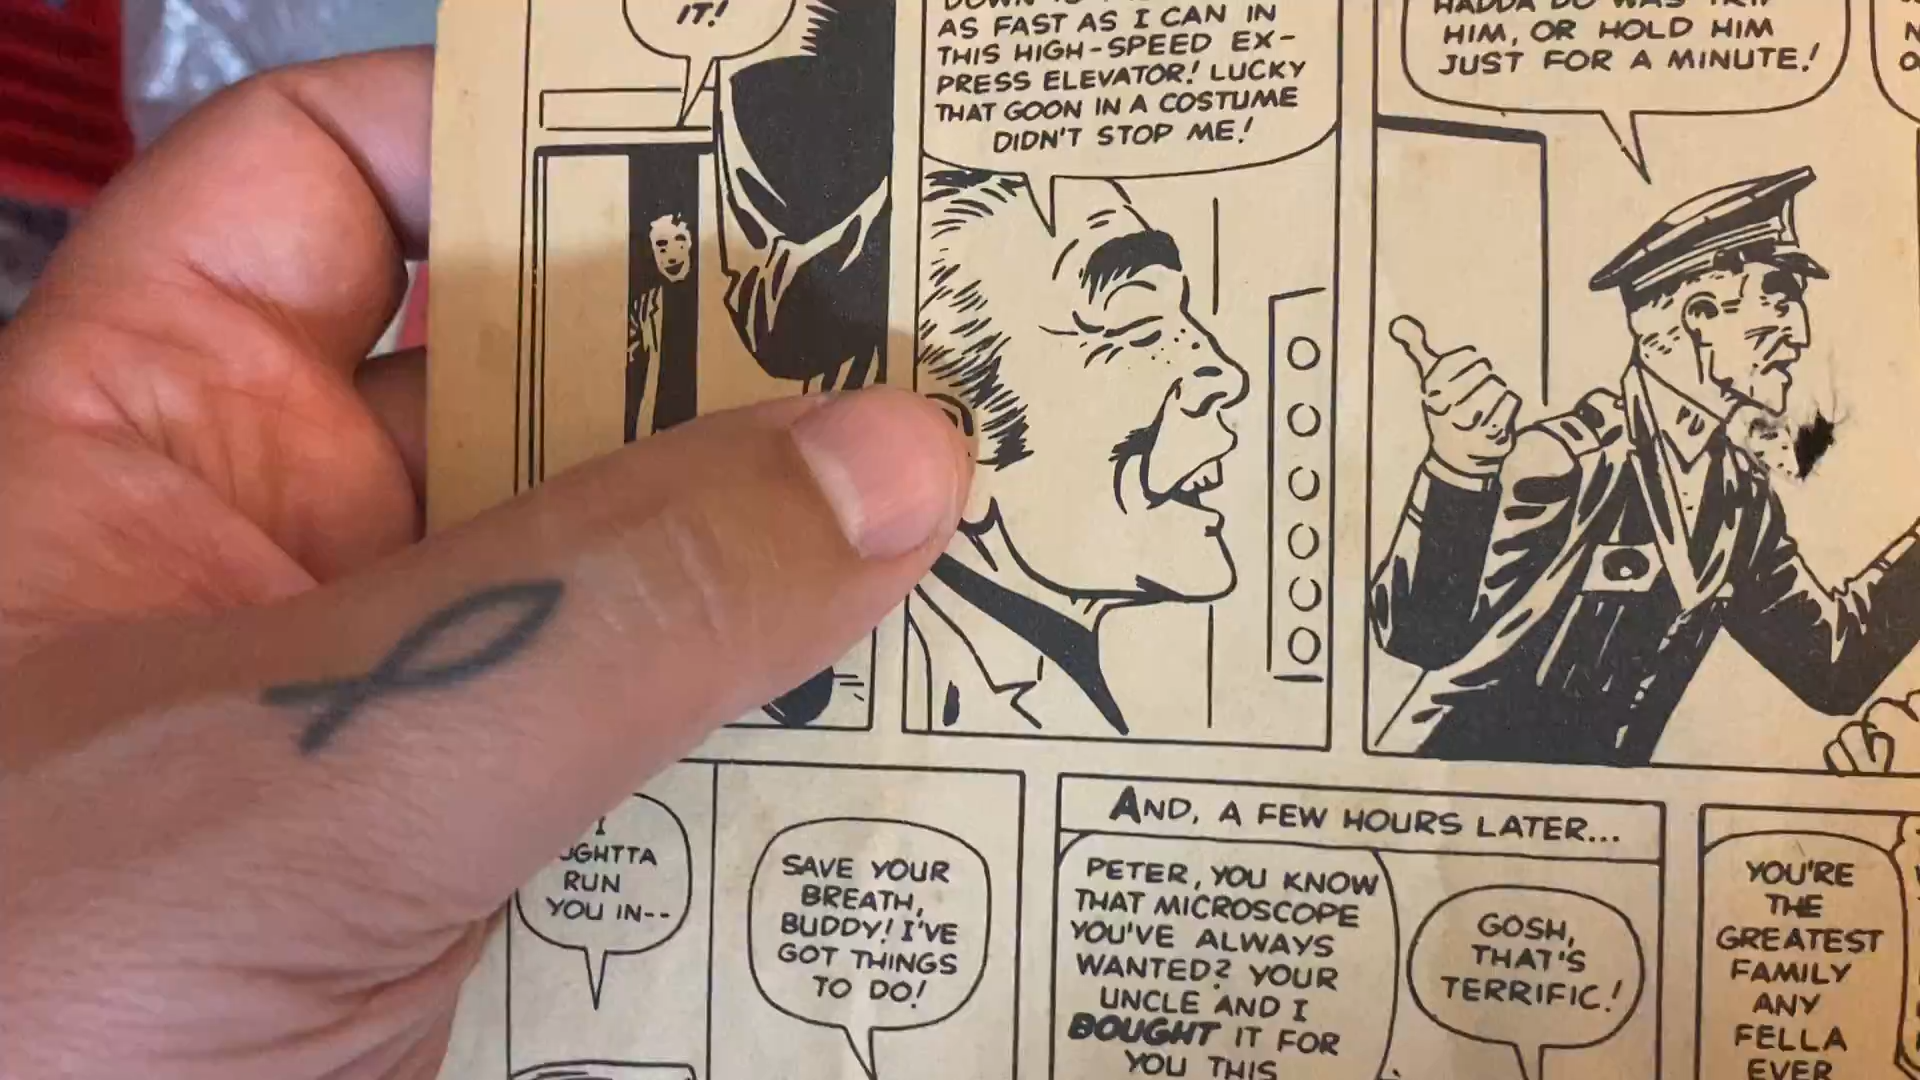 IT!
AS FAST AS I CAN IN
THIS HIGH-SPEED EX-
PRESS ELEVATOR! LUCKY
THAT GOON IN A COSTUME
DIDN'T STOP ME!
HIM, OR HOLD HIM
JUST FOR A MINUTE!
I
RUN
YOU IN--
SAVE YOUR
BREATH,
BUDDY! I'VE
GOT THINGS
TO DO!
AND, A FEW HOURS LATER...
PETER, YOU KNOW
THAT MICROSCOPE
YOU'VE ALWAYS
WANTED? YOUR
UNCLE AND I
BOUGHT IT FOR
YOU THIS
GOSH,
THAT'S
TERRIFIC!
YOU'RE
THE
GREATEST
FAMILY
ANY
FELLA
EVER